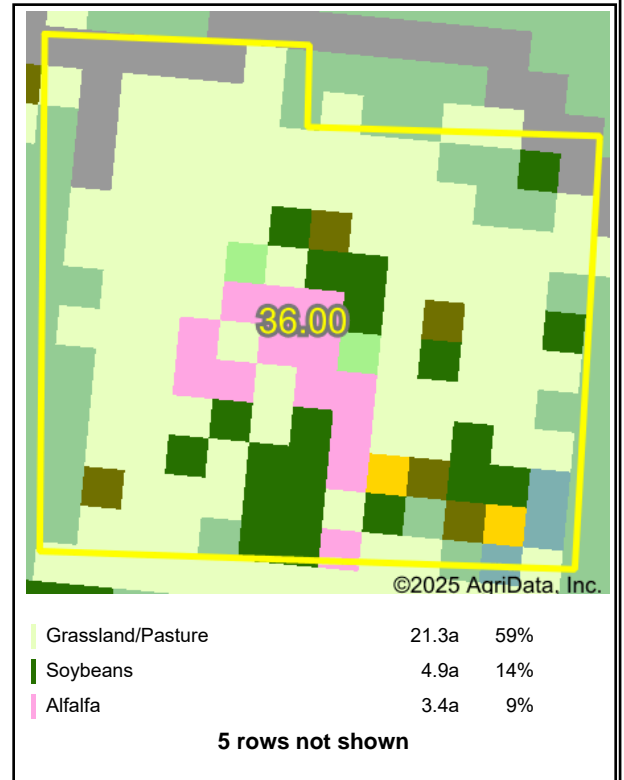 36.00
©2025 AgriData, Inc.
Grassland/Pasture 21.3a 59%
Soybeans 4.9a 14%
Alfalfa 3.4a 9%
5 rows not shown